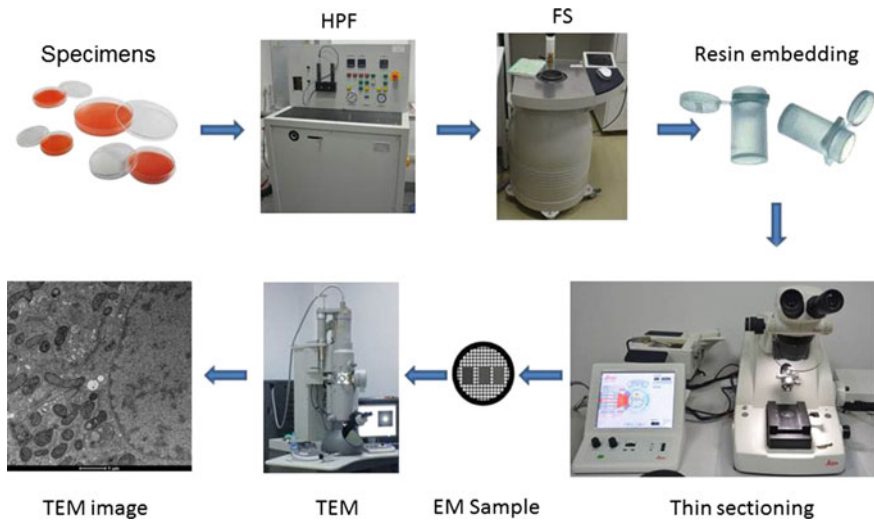 HPF
FS
Specimens
Resin embedding
TEM image
TEM
EM Sample
Thin sectioning